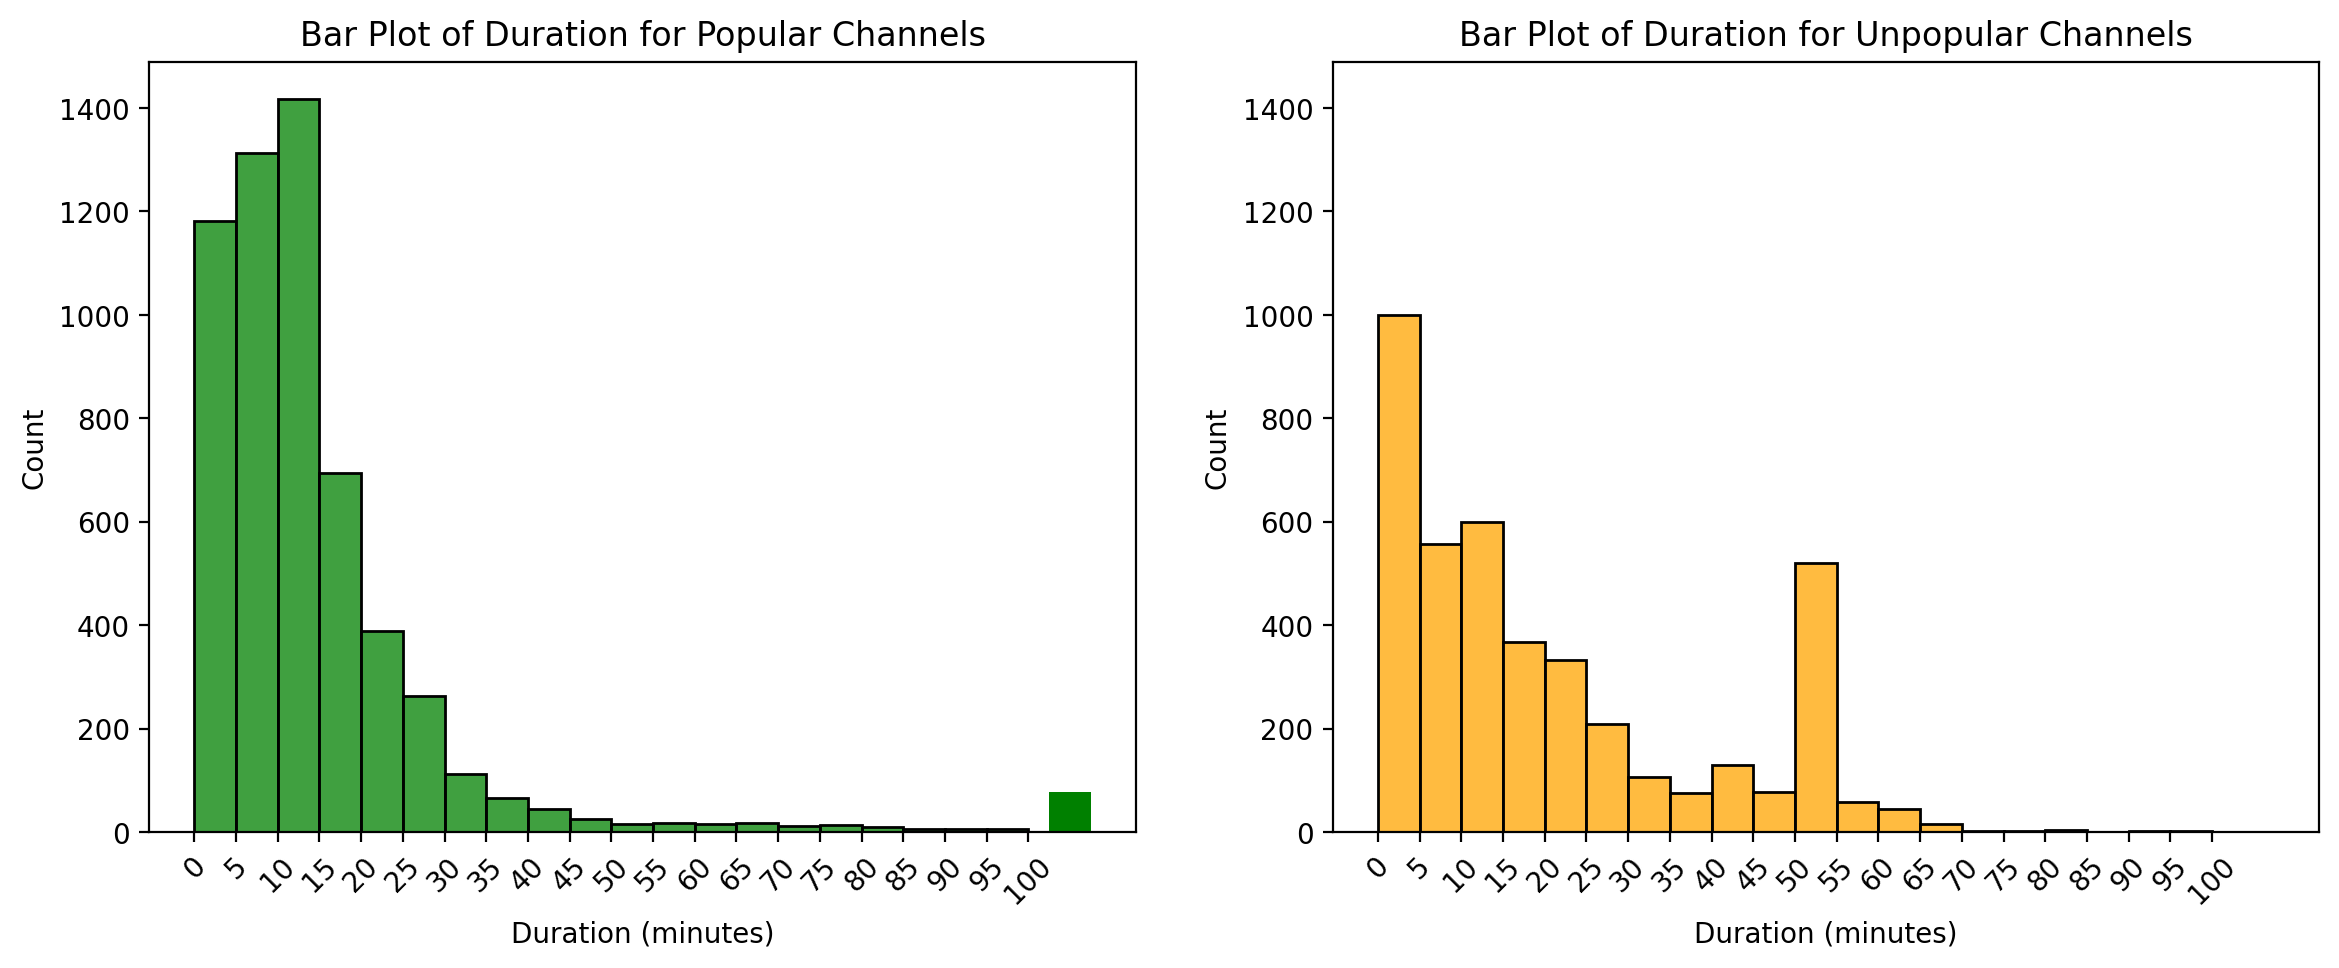 Bar Plot of Duration for Popular Channels
Count
1400
1200
1000
800
600
400
200
0
0 5 10 15 20 25 30 35 40 45 50 55 60 65 70 75 80 85 90 95 100
Duration (minutes)
Bar Plot of Duration for Unpopular Channels
Count
1400
1200
1000
800
600
400
200
0
0 5 10 15 20 25 30 35 40 45 50 55 60 65 70 75 80 85 90 95 100
Duration (minutes)